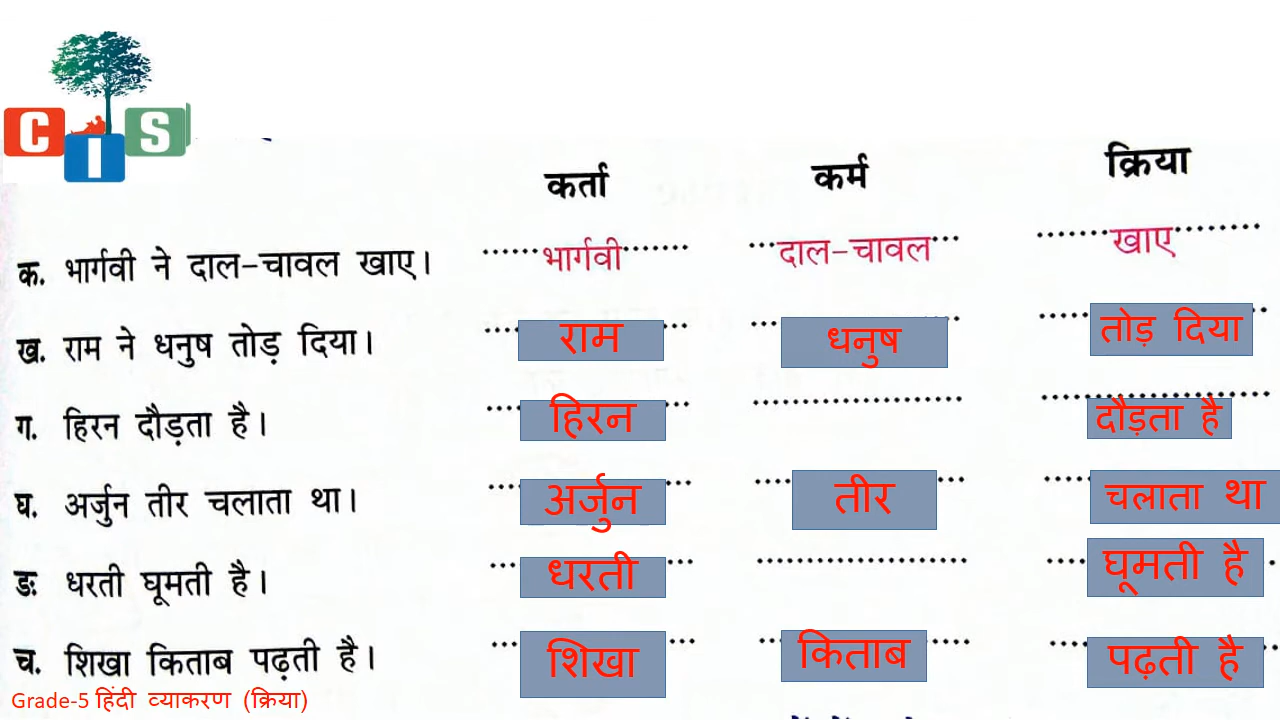 CIS
कर्ता कर्म क्रिया
क. भार्गवी ने दाल-चावल खाए। भार्गवी दाल-चावल खाए
ख. राम ने धनुष तोड़ दिया। राम धनुष तोड़ दिया
ग. हिरन दौड़ता है। हिरन दौड़ता है
घ. अर्जुन तीर चलाता था। अर्जुन तीर चलाता था
ङ धरती घूमती है। धरती घूमती है
च. शिखा किताब पढ़ती है। शिखा किताब पढ़ती है
Grade-5 हिंदी व्याकरण (क्रिया)